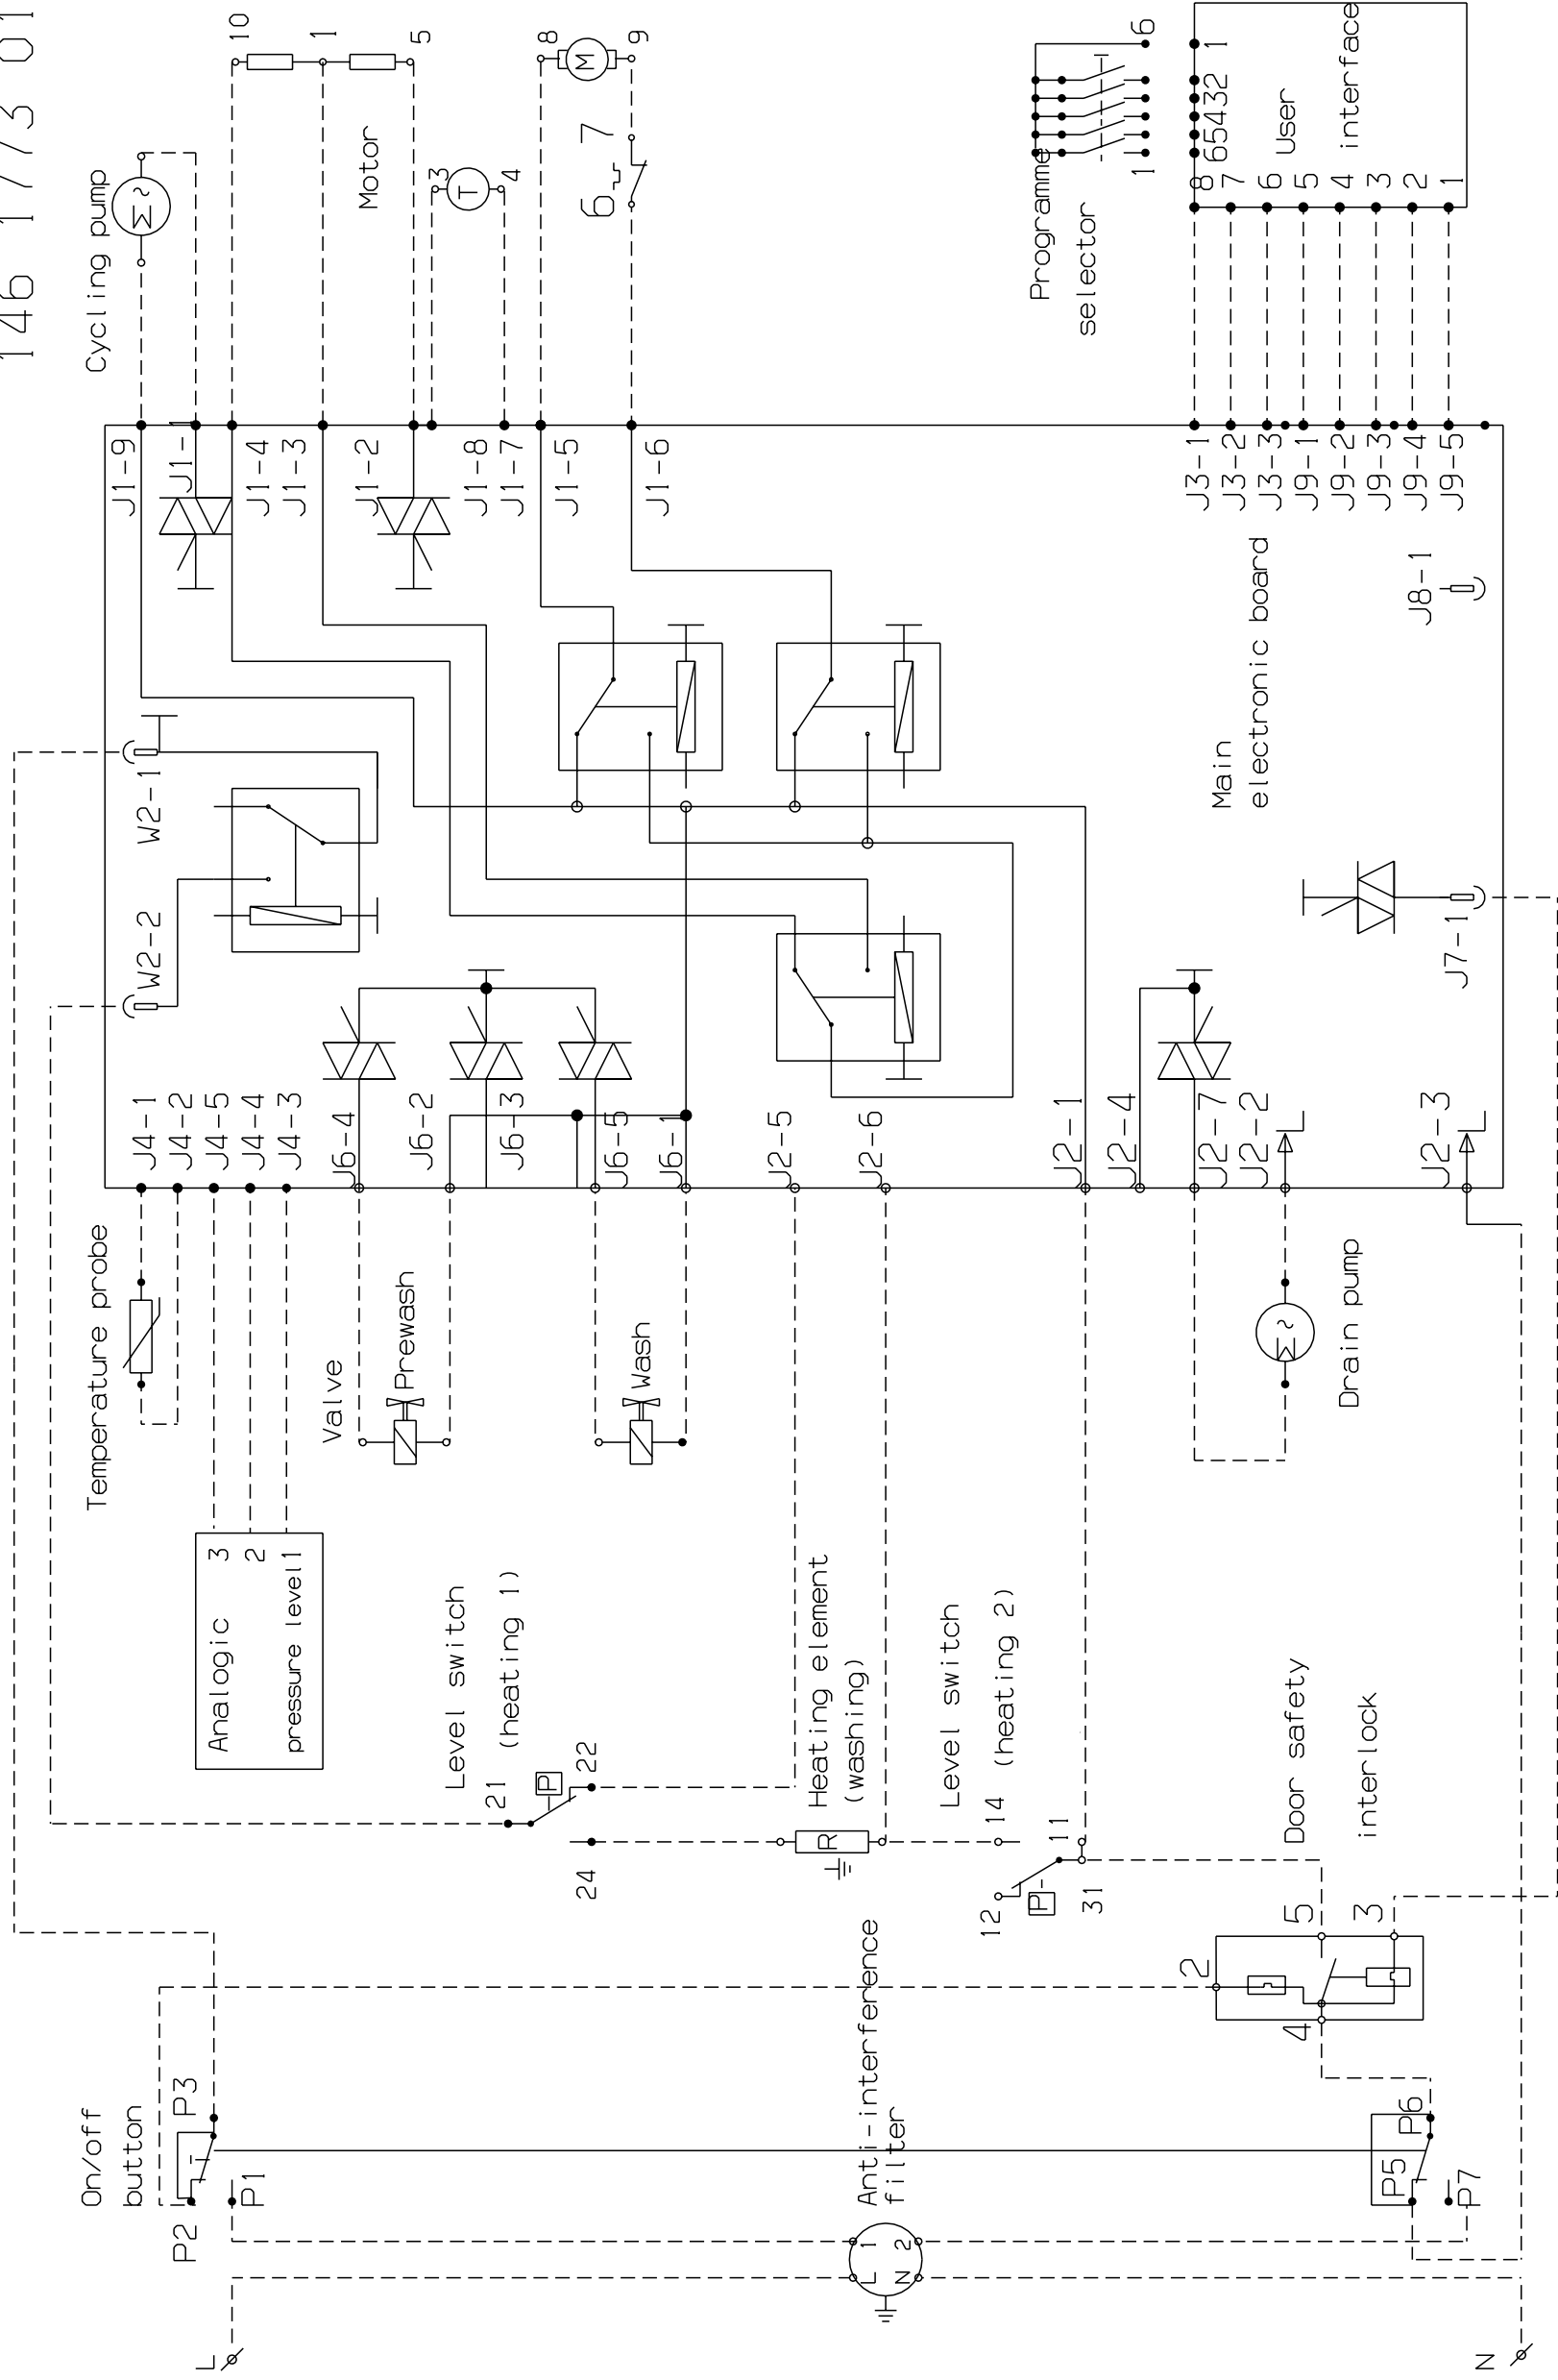 146 1773 01
Cycling pump
10
1
5
Motor
3
T
4
8
M
9
6 7
Programme
selector
6
1
1
65432
User
interface
8
7
6
5
4
3
2
1
J1-9
J1-1
J1-4
J1-3
J1-2
J1-8
J1-7
J1-5
J1-6
J3-1
J3-2
J3-3
J9-1
J9-2
J9-3
J9-4
J9-5
J8-1
Main
electronic board
W2-1
W2-2
J7-1
J4-1
J4-2
J4-5
J4-4
J4-3
J6-4
J6-2
J6-3
J6-5
J6-1
J2-5
J2-6
J2-1
J2-4
J2-7
J2-2
J2-3
L
L
Temperature probe
Valve
Prewash
Wash
M
~
Drain pump
Analogic
pressure level
3
2
1
Level switch
(heating 1)
21
P
22
24
Heating element
(washing)
R
Level switch
(heating 2)
14
11
12
P
31
Door safety
interlock
5
3
2
4
On/off
button
P3
P2
P1
Anti-interference
filter
L 1
N 2
P6
P5
P7
L
N